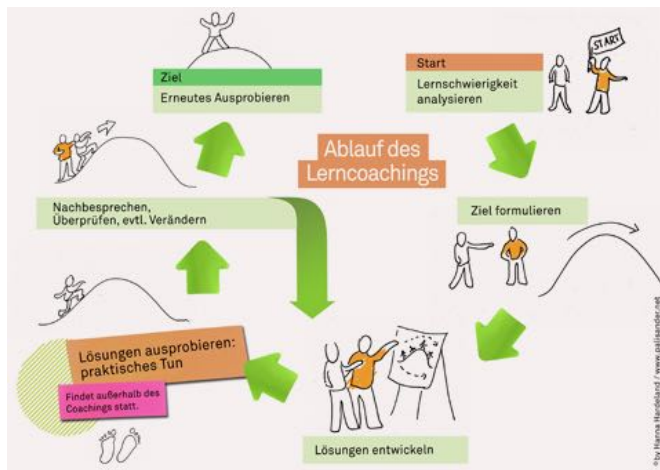 Ablauf des
Lerncoachings
Start
Lernschwierigkeit
analysieren
START
Ziel formulieren
Lösungen entwickeln
Lösungen ausprobieren:
praktisches Tun
Findet außerhalb des
Coachings statt.
Nachbesprechen,
Überprüfen, evtl. Verändern
Ziel
Erneutes Ausprobieren
©by Hanna Hardeland / www.palisander.net